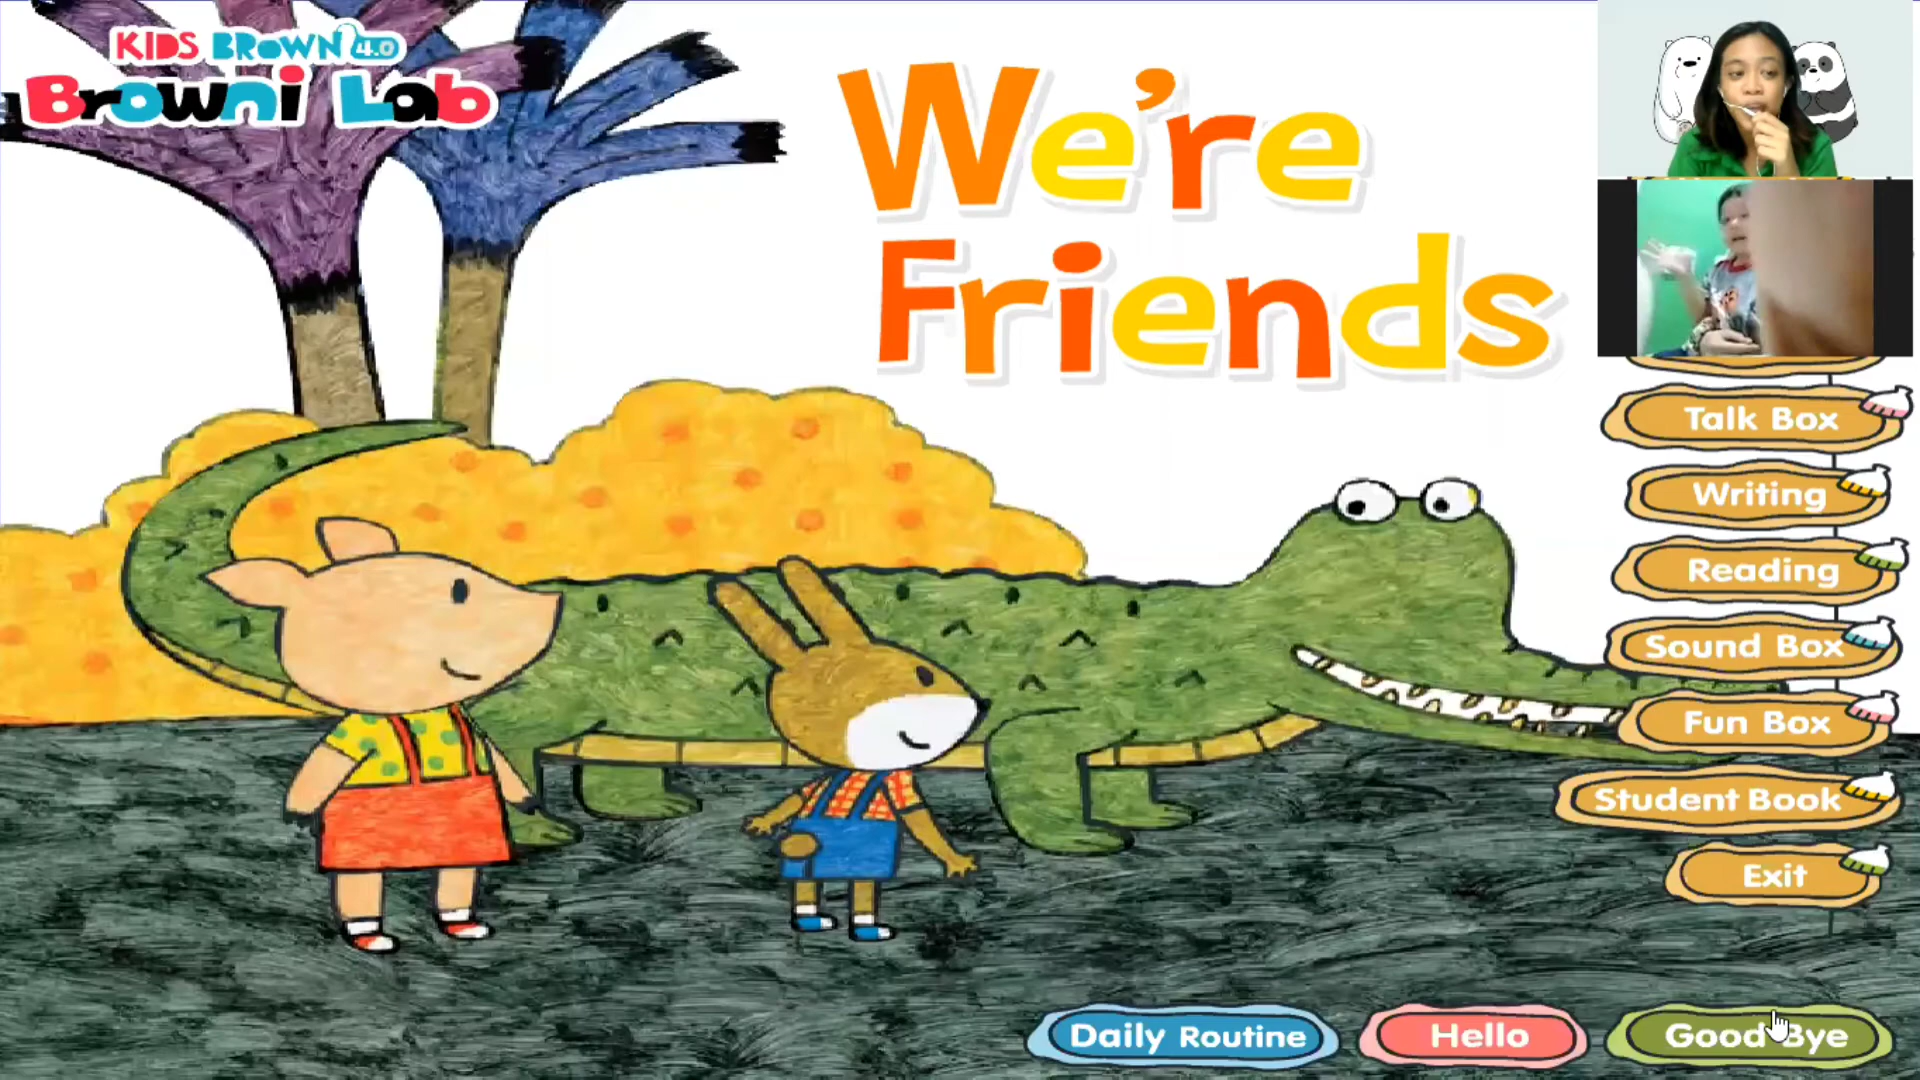 KIDS BROWN 4.0
Browni Lab
We're
Friends
Talk Box
Writing
Reading
Sound Box
Fun Box
Student Book
Exit
Daily Routine
Hello
Good Bye